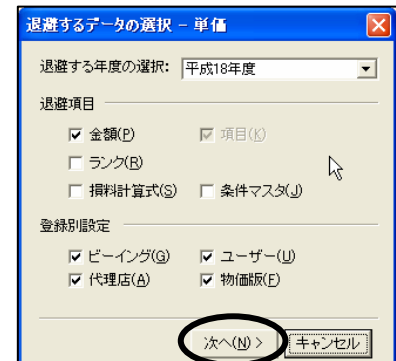 退避するデータの選択 - 単価
退避する年度の選択: 平成18年度
退避項目
金額(P) 項目(K)
ランク(R)
損料計算式(S) 条件マスタ(J)
登録別設定
ビーイング(G) ユーザー(U)
代理店(A) 物価版(F)
次へ(N) > キャンセル